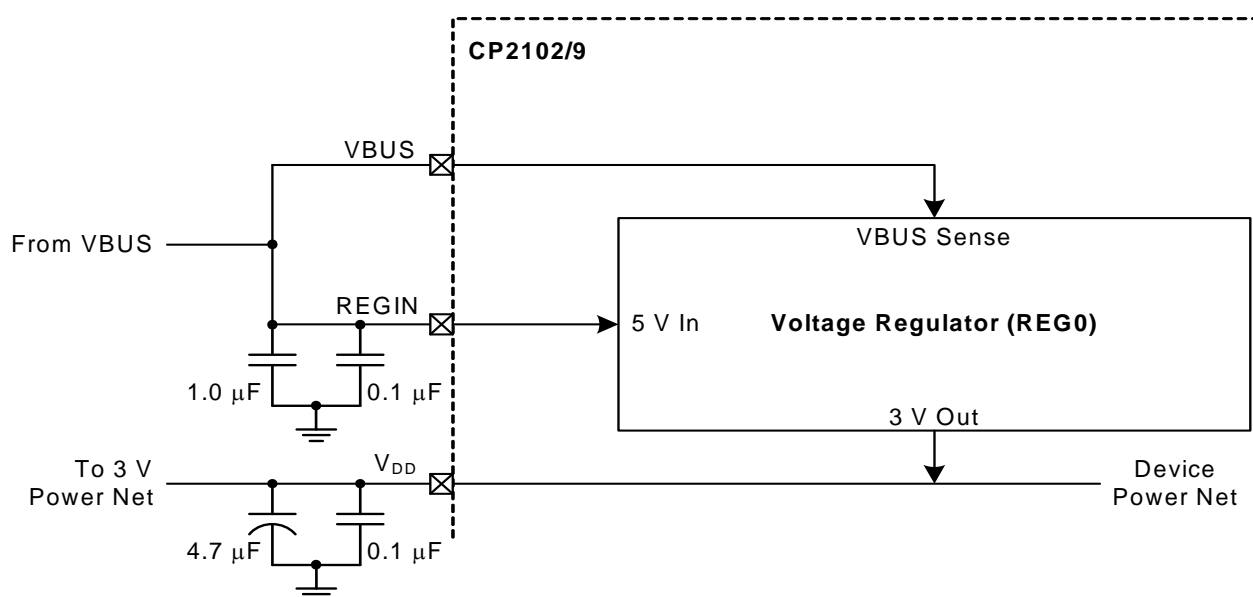 CP2102/9
VBUS
From VBUS
VBUS Sense
REGIN
5 V In
Voltage Regulator (REG0)
1.0 μF
0.1 μF
3 V Out
To 3 V
Power Net
VDD
Device
Power Net
4.7 μF
0.1 μF